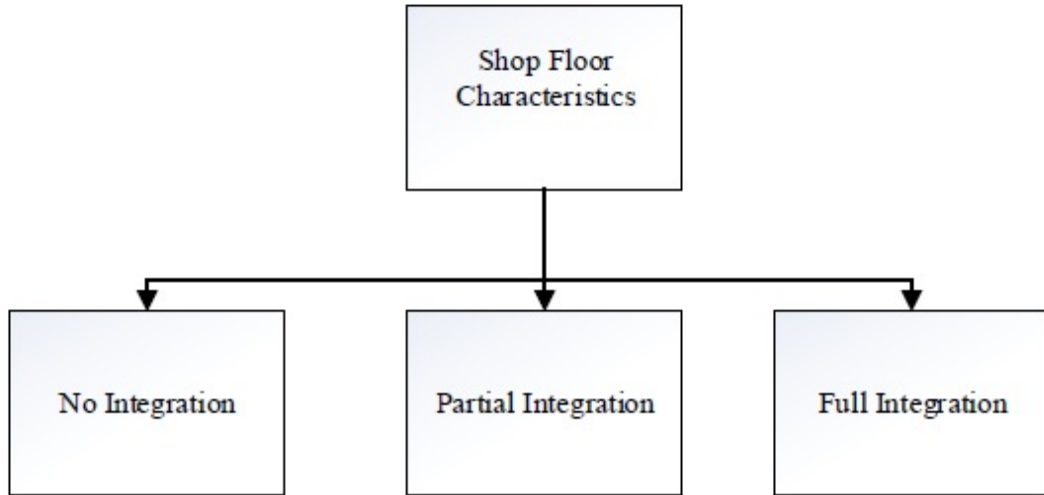 Shop Floor
Characteristics
No Integration
Partial Integration
Full Integration